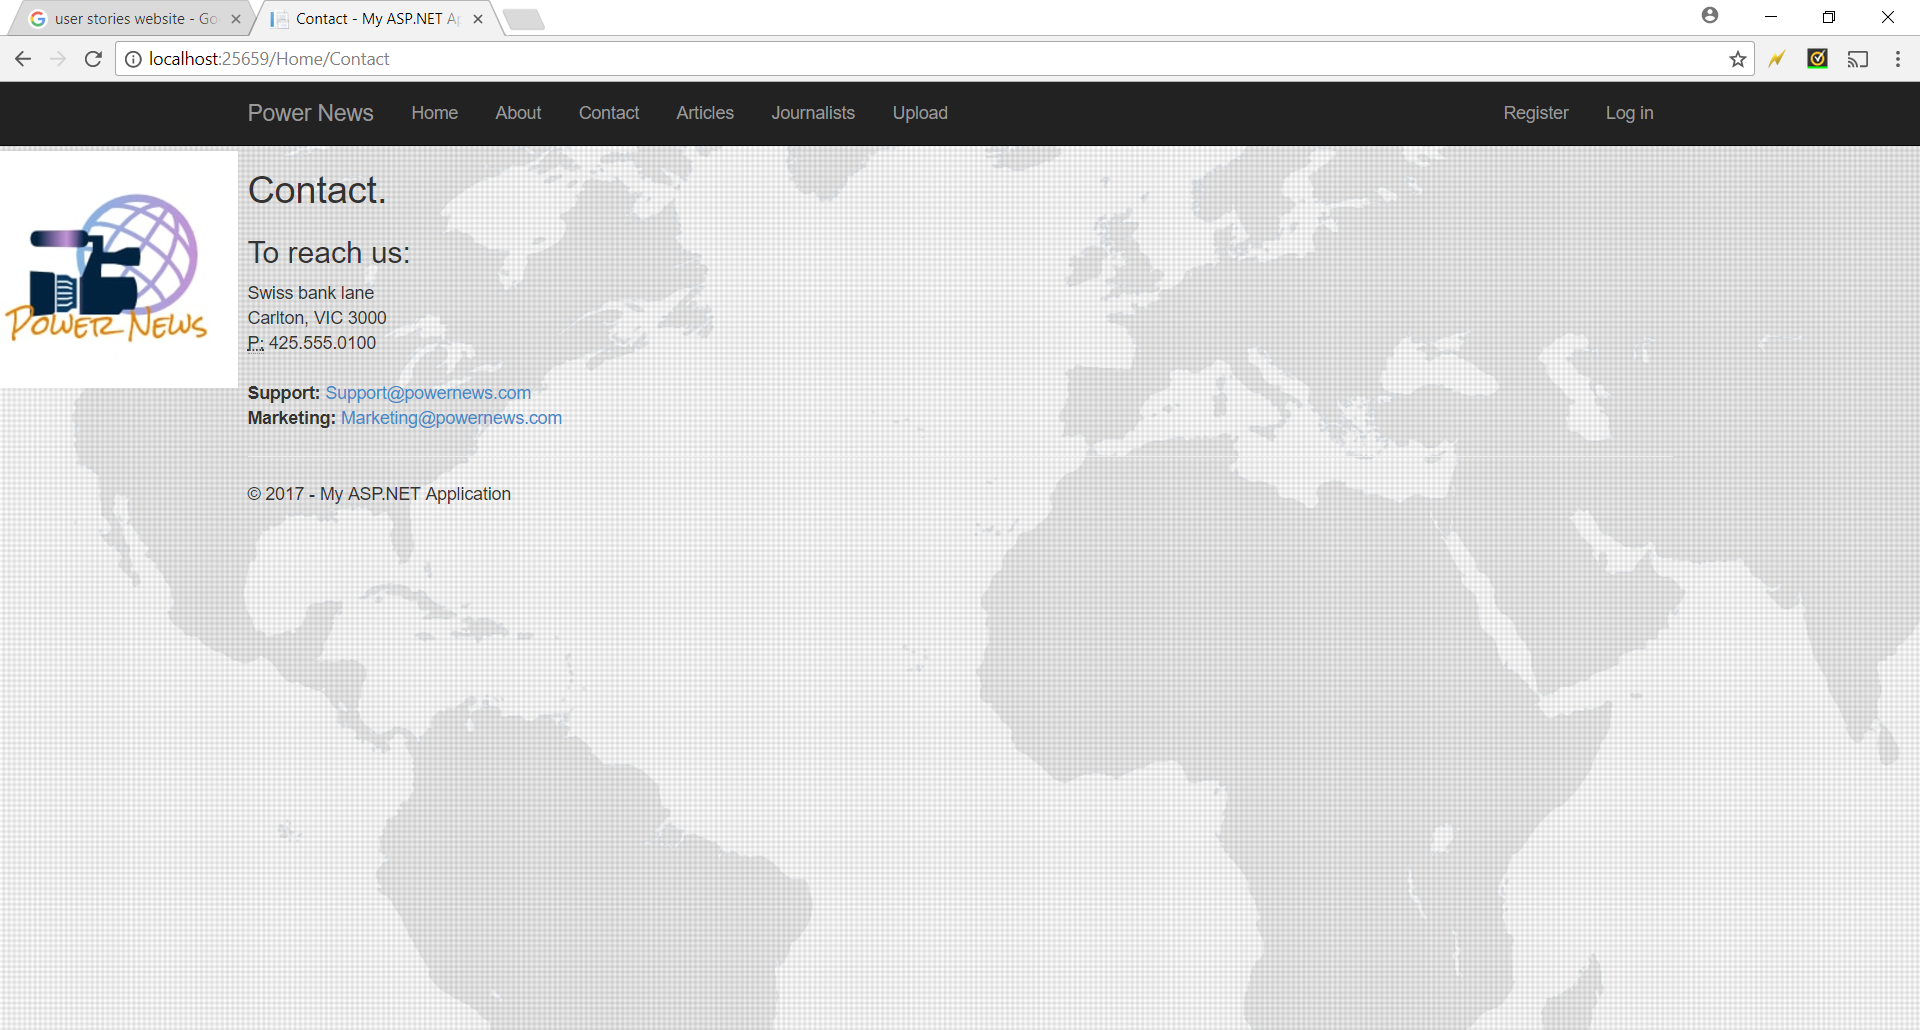 user stories website - Go
Contact - My ASP.NET Ap
localhost:25659/Home/Contact
Power News Home About Contact Articles Journalists Upload Register Log in
POWER NEWS
Contact.
To reach us:
Swiss bank lane
Carlton, VIC 3000
P: 425.555.0100
Support: Support@powernews.com
Marketing: Marketing@powernews.com
© 2017 - My ASP.NET Application